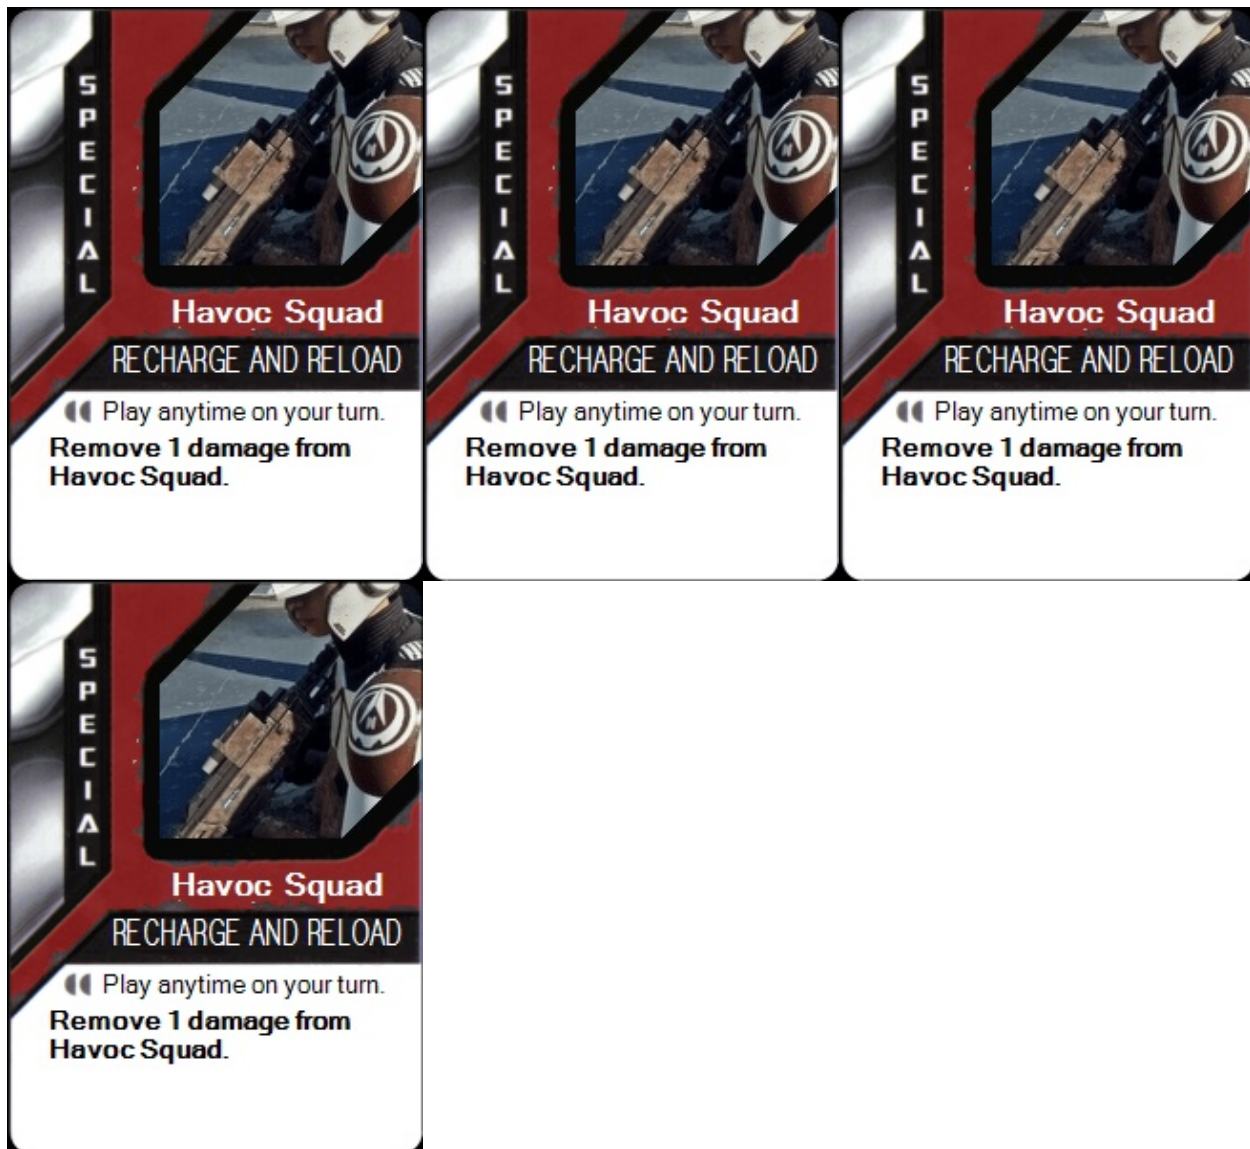 SPECIAL
Havoc Squad
RECHARGE AND RELOAD
Play anytime on your turn.
Remove 1 damage from
Havoc Squad.
SPECIAL
Havoc Squad
RECHARGE AND RELOAD
Play anytime on your turn.
Remove 1 damage from
Havoc Squad.
SPECIAL
Havoc Squad
RECHARGE AND RELOAD
Play anytime on your turn.
Remove 1 damage from
Havoc Squad.
SPECIAL
Havoc Squad
RECHARGE AND RELOAD
Play anytime on your turn.
Remove 1 damage from
Havoc Squad.